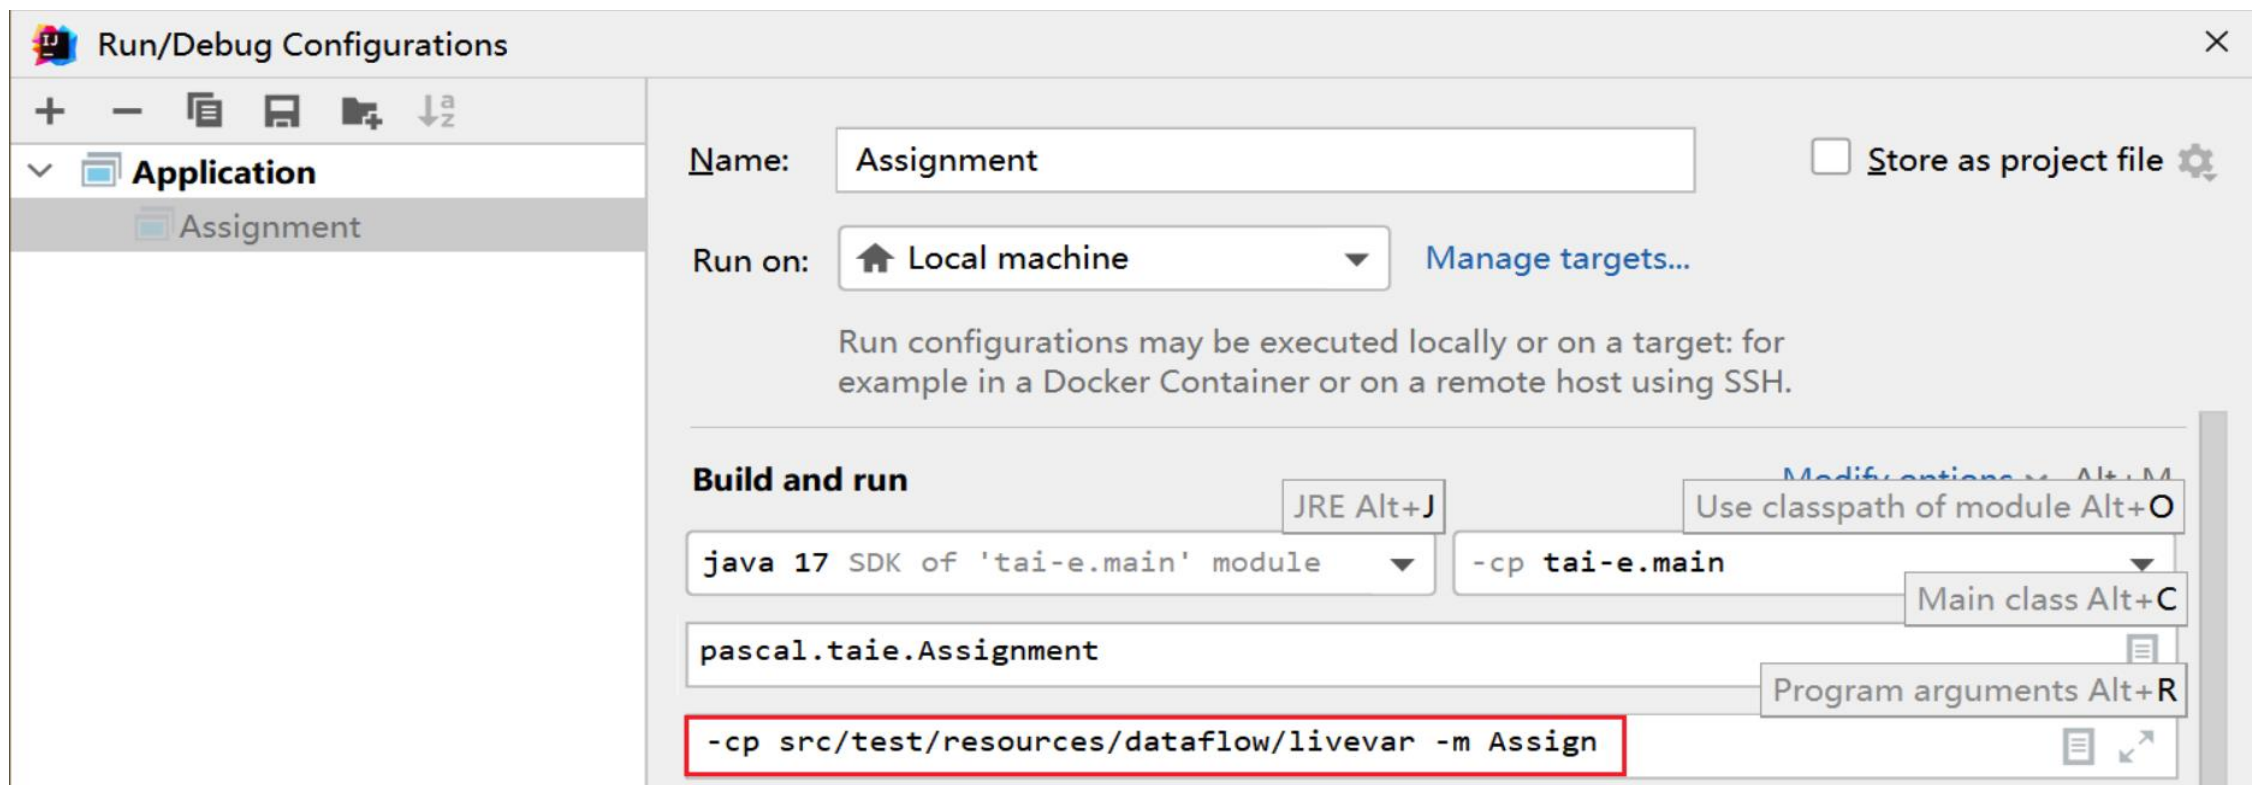 Run/Debug Configurations
Application
Assignment
Name:
Assignment
Store as project file
Run on:
Local machine
Manage targets...
Run configurations may be executed locally or on a target: for
example in a Docker Container or on a remote host using SSH.
Build and run
Modify options Alt+M
JRE Alt+J
Use classpath of module Alt+O
java 17 SDK of 'tai-e.main' module
-cp tai-e.main
Main class Alt+C
pascal.taie.Assignment
Program arguments Alt+R
-cp src/test/resources/dataflow/livevar -m Assign